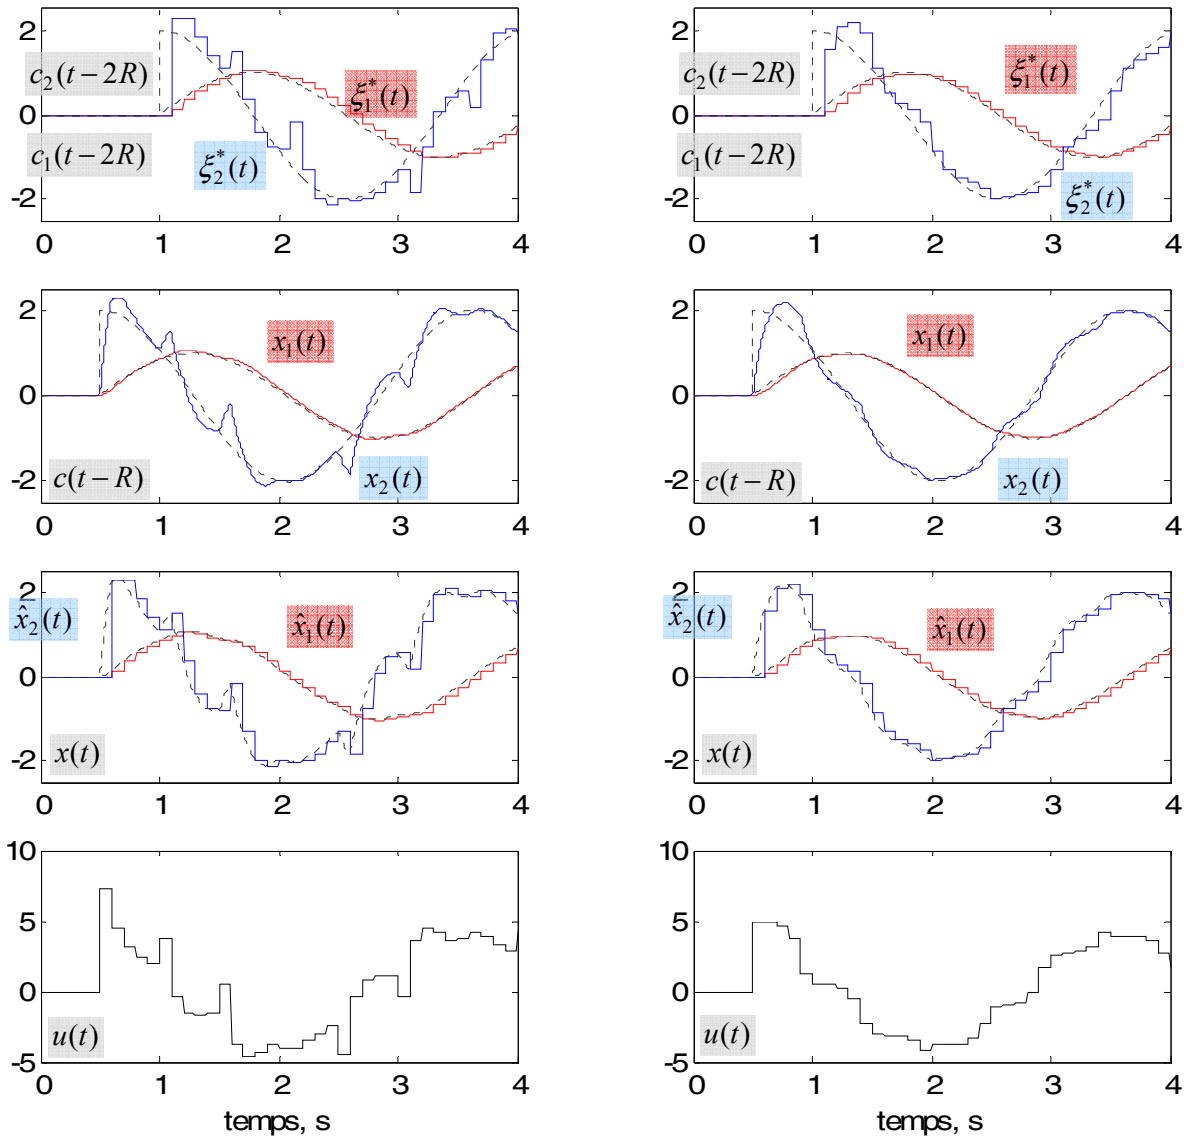 2
0
-2
c₂(t − 2R)
c₁(t − 2R)
ξ₁*(t)
ξ₂*(t)
0 1 2 3 4
2
0
-2
c₂(t − 2R)
c₁(t − 2R)
ξ₁*(t)
ξ₂*(t)
0 1 2 3 4
2
0
-2
x₁(t)
c(t − R)
x₂(t)
0 1 2 3 4
2
0
-2
x₁(t)
c(t − R)
x₂(t)
0 1 2 3 4
2
0
-2
x̂₂(t)
x̂₁(t)
x(t)
0 1 2 3 4
2
0
-2
x̂₂(t)
x̂₁(t)
x(t)
0 1 2 3 4
10
5
0
-5
u(t)
0 1 2 3 4
temps, s
10
5
0
-5
u(t)
0 1 2 3 4
temps, s